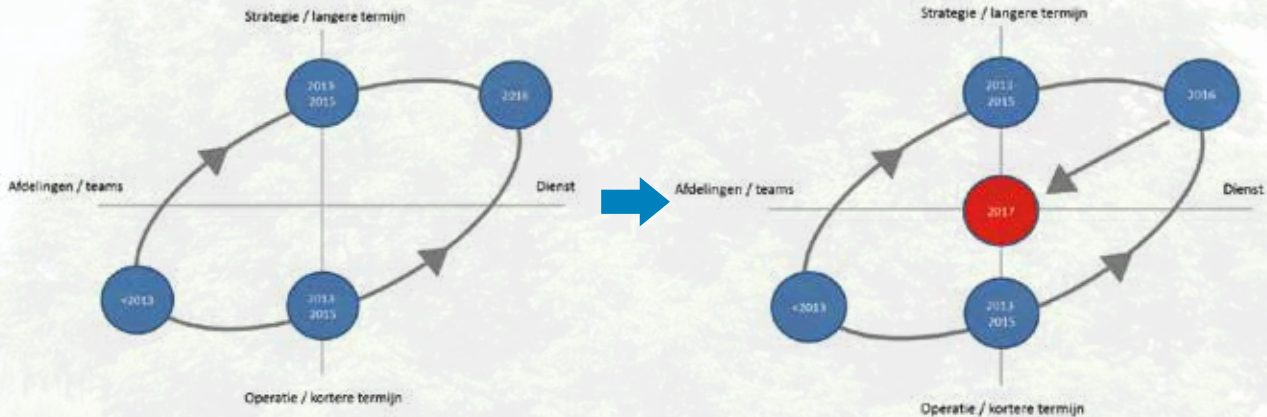 Strategie / langere termijn
2013
2015
2016
Afdelingen / teams
Dienst
<2013
2013
2015
Operatie / kortere termijn
Strategie / langere termijn
2013
2015
2016
Afdelingen / teams
Dienst
2017
<2013
2013
2015
Operatie / kortere termijn